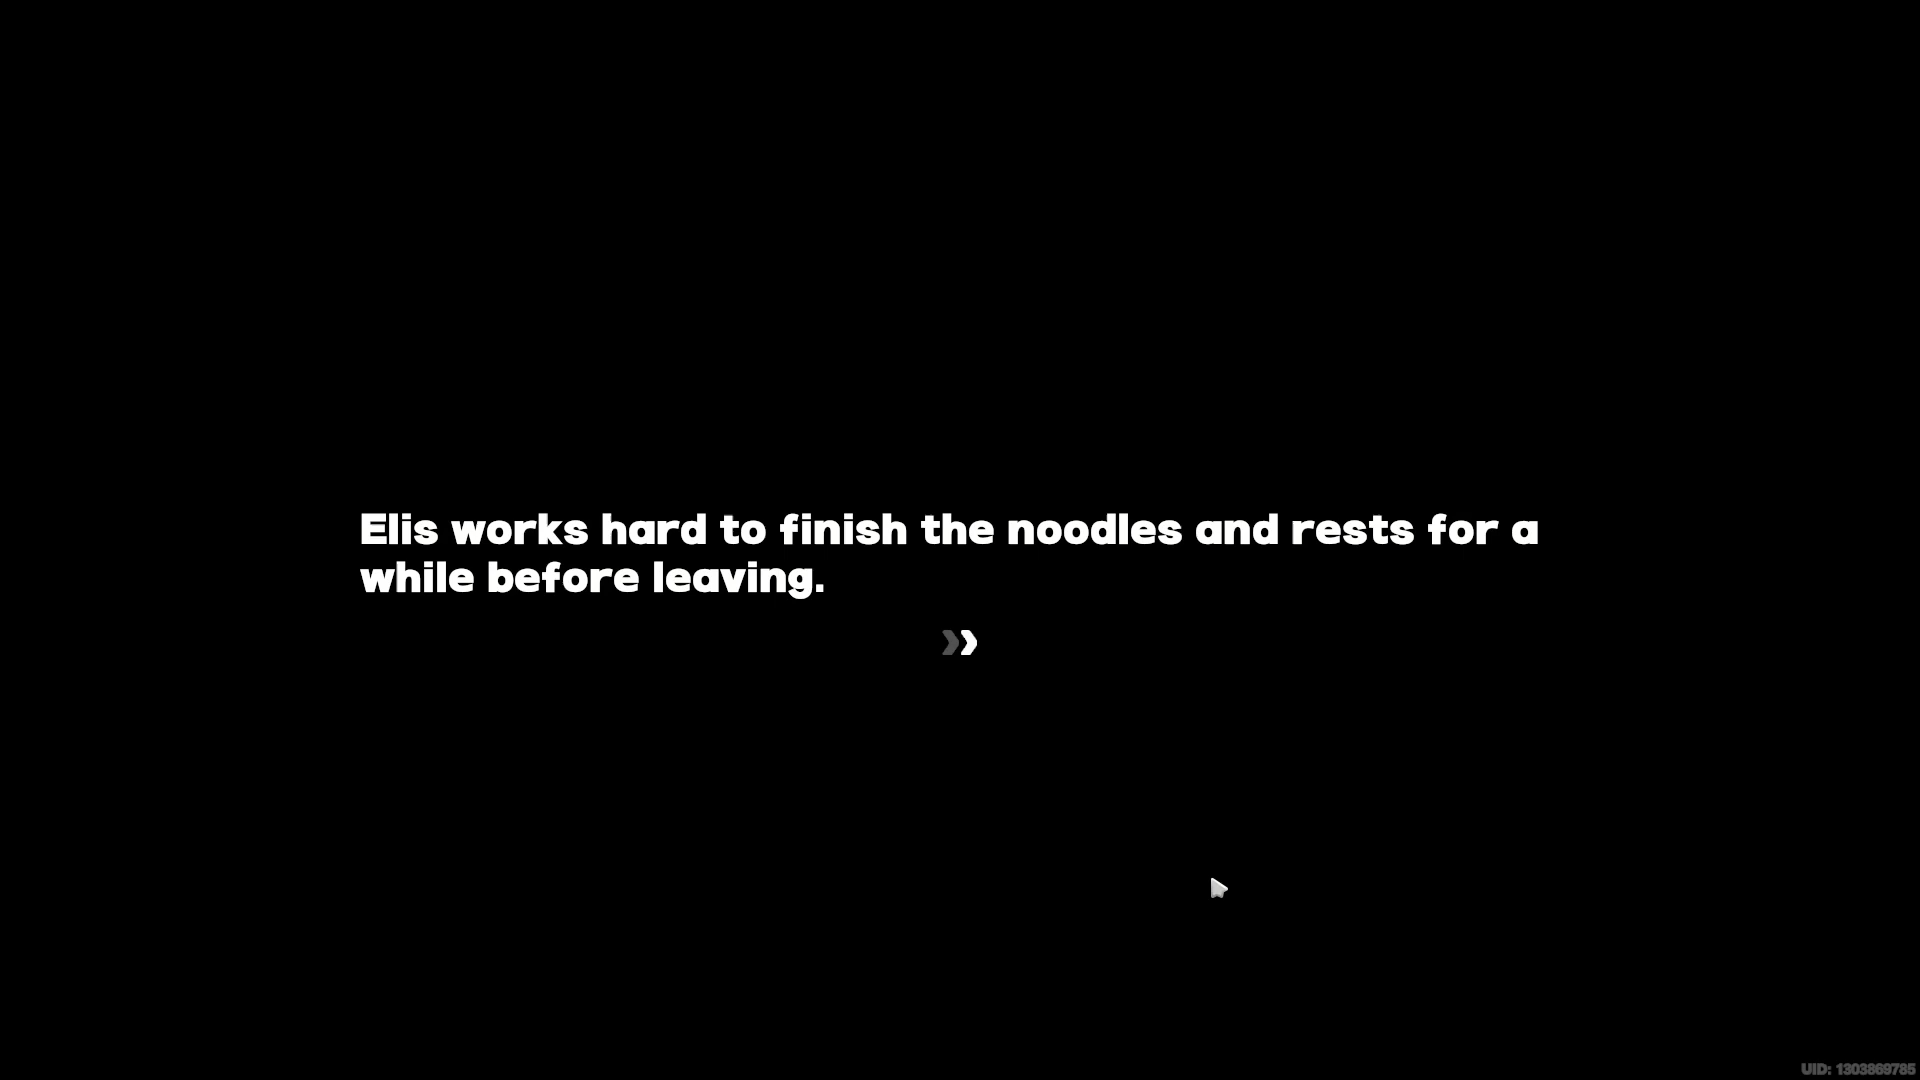 Elis works hard to finish the noodles and rests for a
while before leaving.
UID: 1303869785